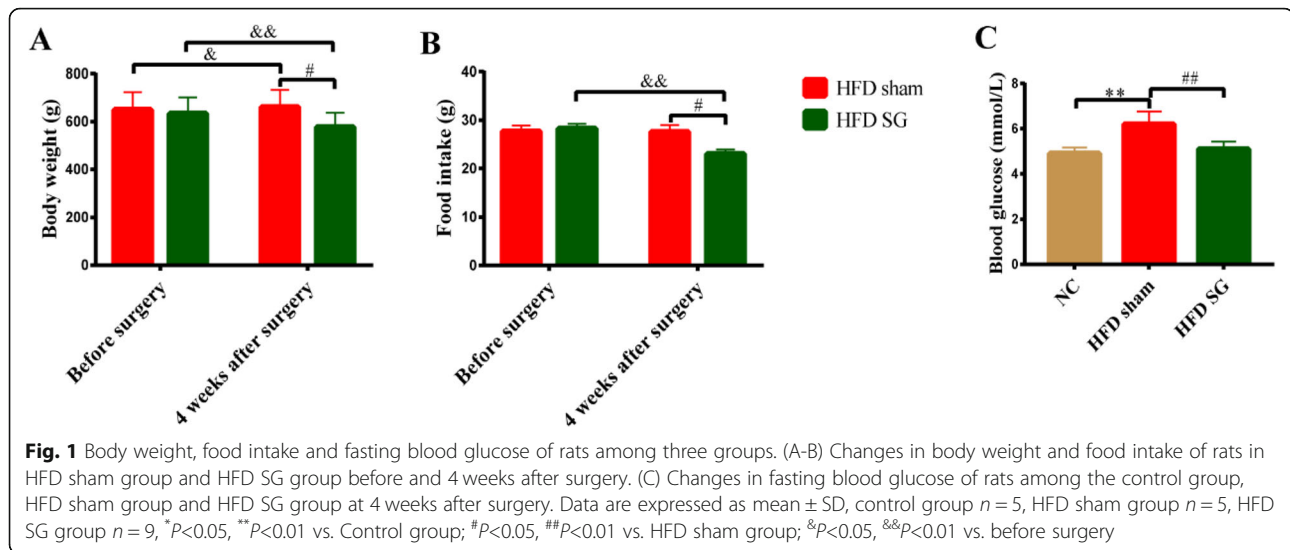 A
&&
&
#
Body weight (g)
800
600
400
200
0
Before surgery
4 weeks after surgery
B
&&
#
Food intake (g)
40
30
20
10
0
Before surgery
4 weeks after surgery
HFD sham
HFD SG
C
**
##
Blood glucose (mmol/L)
8
6
4
2
0
NC
HFD sham
HFD SG
Fig. 1 Body weight, food intake and fasting blood glucose of rats among three groups. (A-B) Changes in body weight and food intake of rats in
HFD sham group and HFD SG group before and 4 weeks after surgery. (C) Changes in fasting blood glucose of rats among the control group,
HFD sham group and HFD SG group at 4 weeks after surgery. Data are expressed as mean ± SD, control group n = 5, HFD sham group n = 5, HFD
SG group n = 9, *P<0.05, **P<0.01 vs. Control group; #P<0.05, ##P<0.01 vs. HFD sham group; &P<0.05, &&P<0.01 vs. before surgery